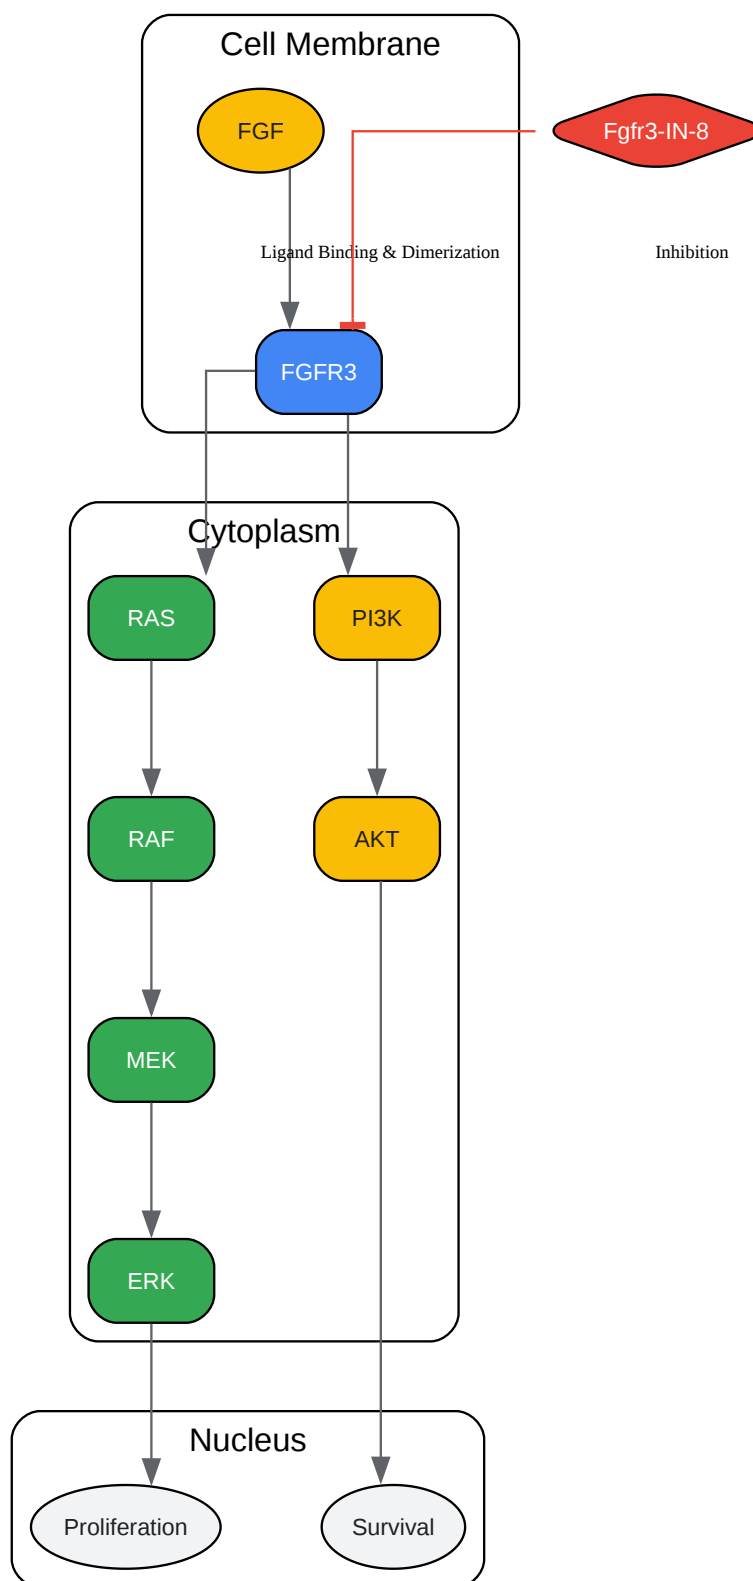 Cell Membrane
FGF
Fgfr3-IN-8
Ligand Binding & Dimerization
Inhibition
FGFR3
Cytoplasm
RAS
PI3K
RAF
AKT
MEK
ERK
Nucleus
Proliferation
Survival